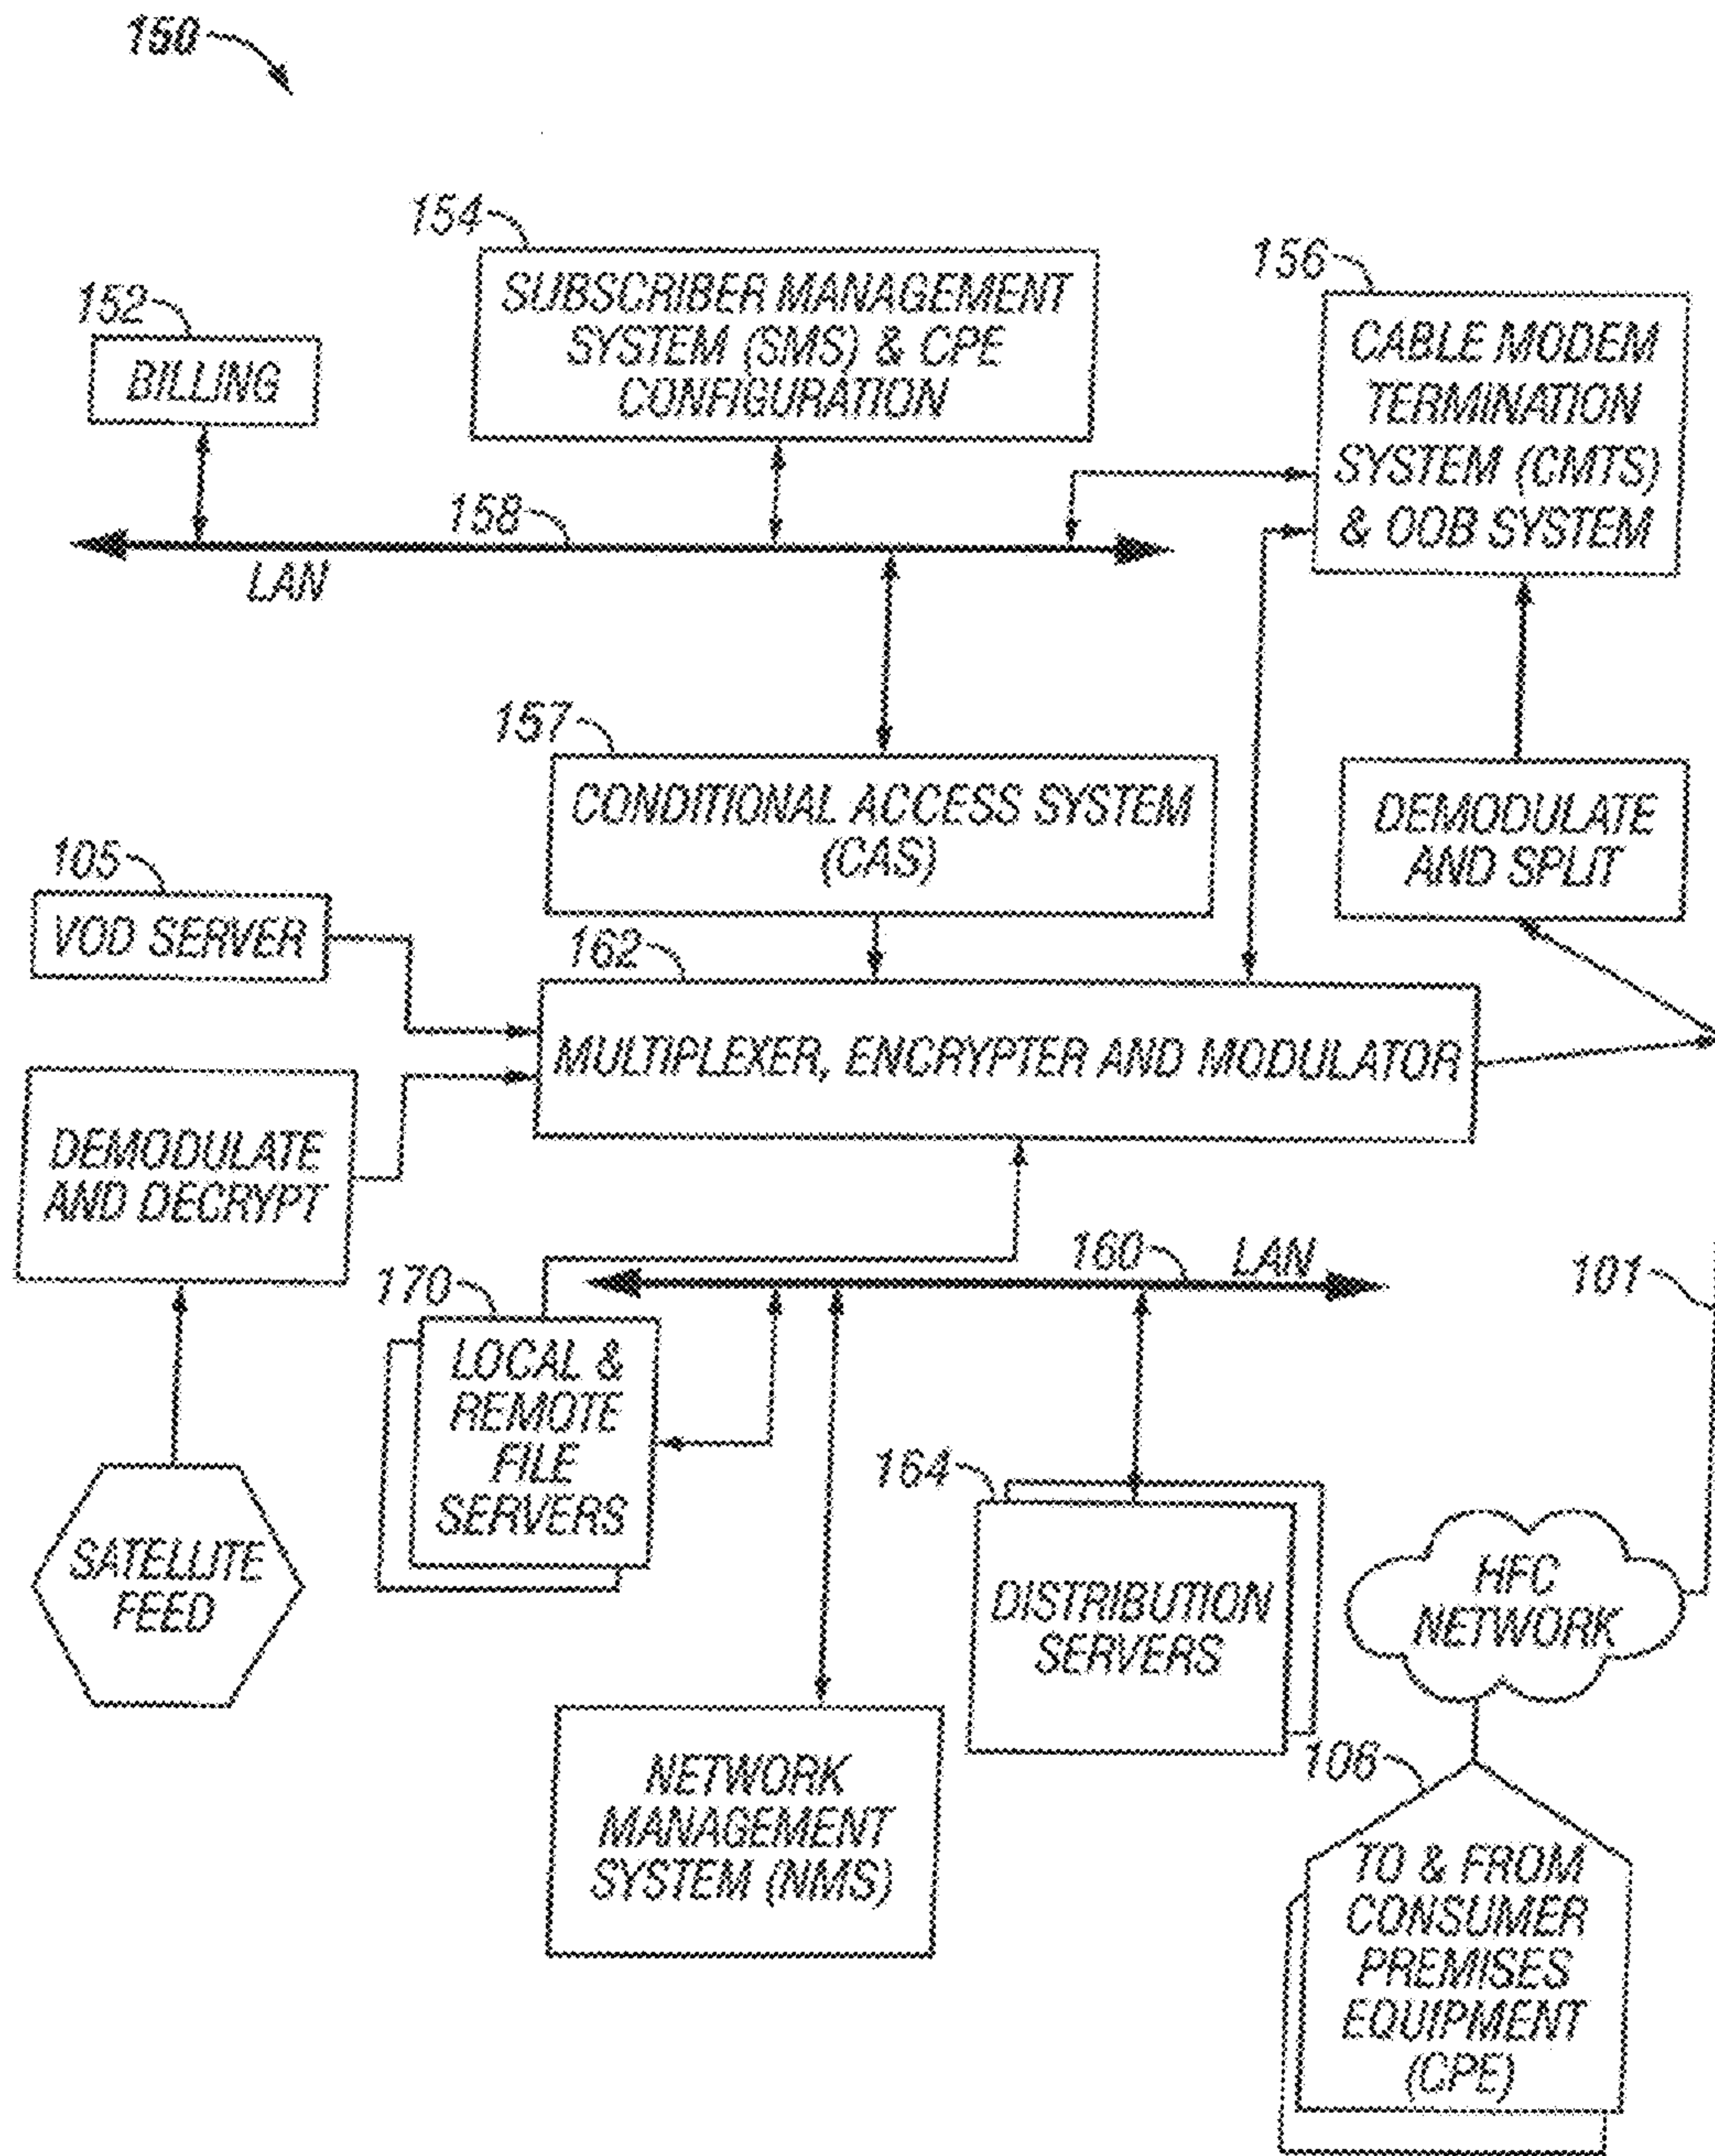 150
154
SUBSCRIBER MANAGEMENT
SYSTEM (SMS) & CPE
CONFIGURATION
156
CABLE MODEM
TERMINATION
SYSTEM (CMTS)
& OOB SYSTEM
152
BILLING
158
LAN
157
CONDITIONAL ACCESS SYSTEM
(CAS)
DEMODULATE
AND SPLIT
105
VOD SERVER
162
MULTIPLEXER, ENCRYPTER AND MODULATOR
DEMODULATE
AND DECRYPT
160
LAN
101
170
LOCAL &
REMOTE
FILE
SERVERS
164
DISTRIBUTION
SERVERS
SATELLITE
FEED
HFC
NETWORK
NETWORK
MANAGEMENT
SYSTEM (NMS)
106
TO & FROM
CONSUMER
PREMISES
EQUIPMENT
(CPE)